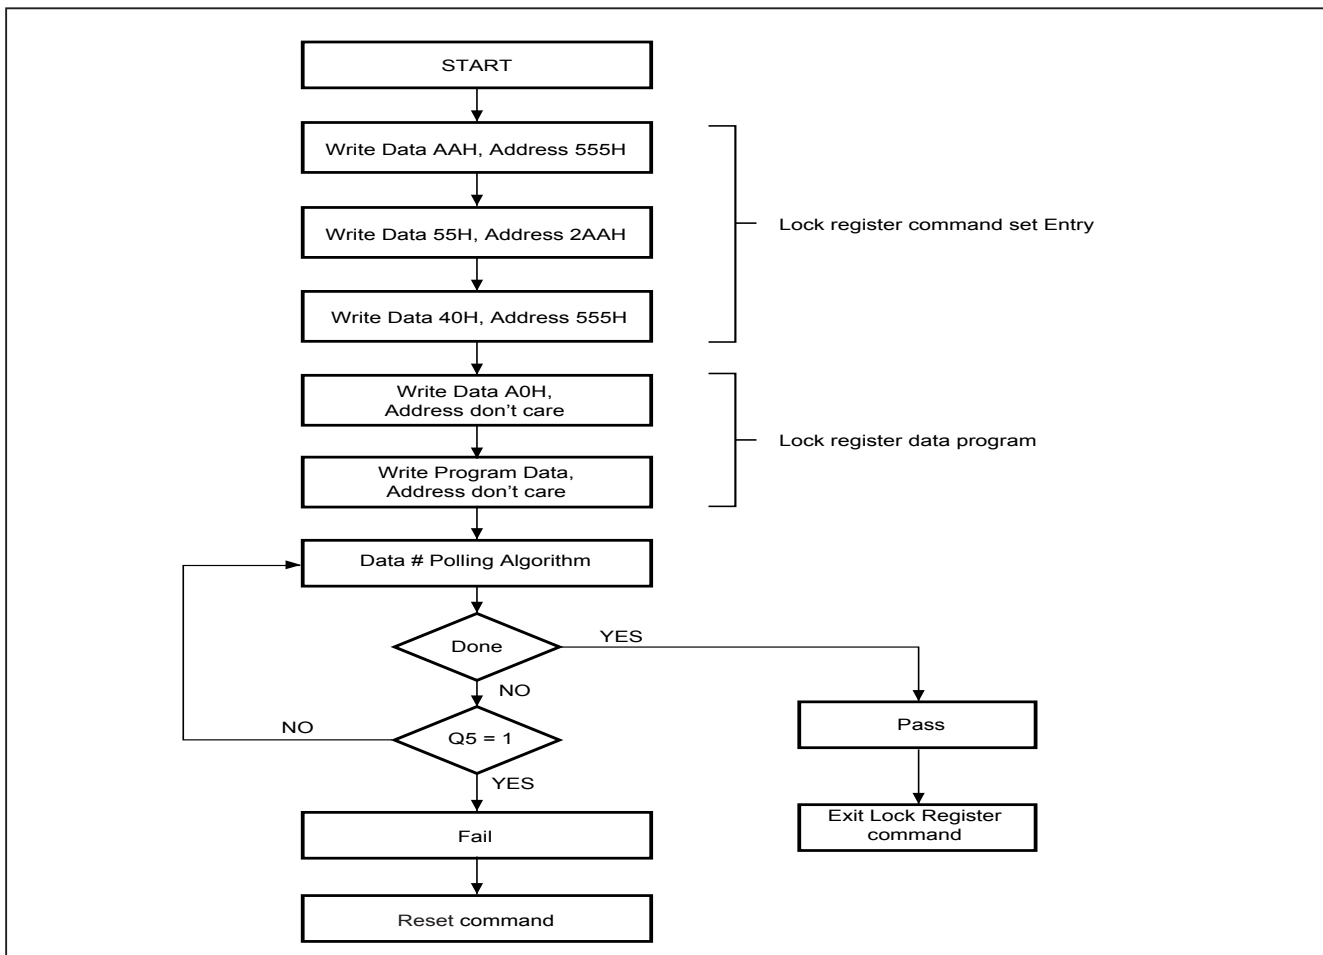 START
Write Data AAH, Address 555H
Write Data 55H, Address 2AAH
Lock register command set Entry
Write Data 40H, Address 555H
Write Data A0H,
Address don't care
Lock register data program
Write Program Data,
Address don't care
Data # Polling Algorithm
Done
YES
NO
Q5 = 1
NO
YES
Pass
Fail
Exit Lock Register
command
Reset command